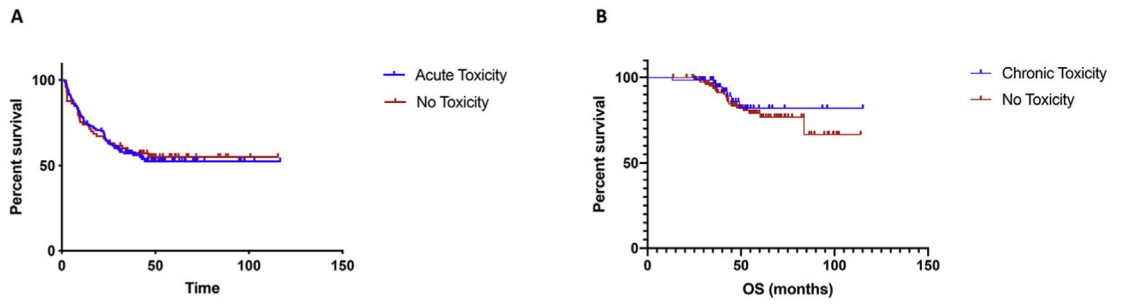 A
Percent survival
100
50
0
0 50 100 150
Time
Acute Toxicity
No Toxicity
B
Percent survival
100
50
0
0 50 100 150
OS (months)
Chronic Toxicity
No Toxicity